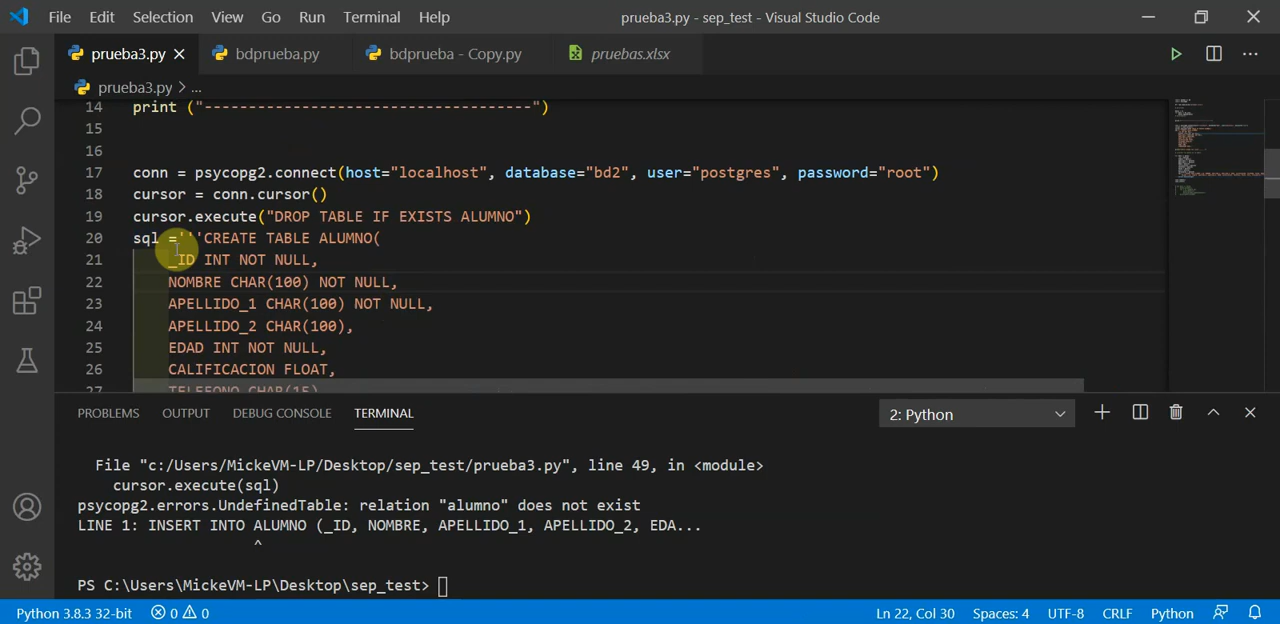 File Edit Selection View Go Run Terminal Help prueba3.py - sep_test - Visual Studio Code
prueba3.py bdprueba.py bdprueba - Copy.py pruebas.xlsx
prueba3.py > ...
14 print ("-------------------------------------")
15
16
17 conn = psycopg2.connect(host="localhost", database="bd2", user="postgres", password="root")
18 cursor = conn.cursor()
19 cursor.execute("DROP TABLE IF EXISTS ALUMNO")
20 sql ='''CREATE TABLE ALUMNO(
21 _ID INT NOT NULL,
22 NOMBRE CHAR(100) NOT NULL,
23 APELLIDO_1 CHAR(100) NOT NULL,
24 APELLIDO_2 CHAR(100),
25 EDAD INT NOT NULL,
26 CALIFICACION FLOAT,
27 TELEFONO CHAR(15)
PROBLEMS OUTPUT DEBUG CONSOLE TERMINAL 2: Python
File "c:/Users/MickeVM-LP/Desktop/sep_test/prueba3.py", line 49, in <module>
cursor.execute(sql)
psycopg2.errors.UndefinedTable: relation "alumno" does not exist
LINE 1: INSERT INTO ALUMNO (_ID, NOMBRE, APELLIDO_1, APELLIDO_2, EDA...
^
PS C:\Users\MickeVM-LP\Desktop\sep_test>
Python 3.8.3 32-bit 0 0 Ln 22, Col 30 Spaces: 4 UTF-8 CRLF Python